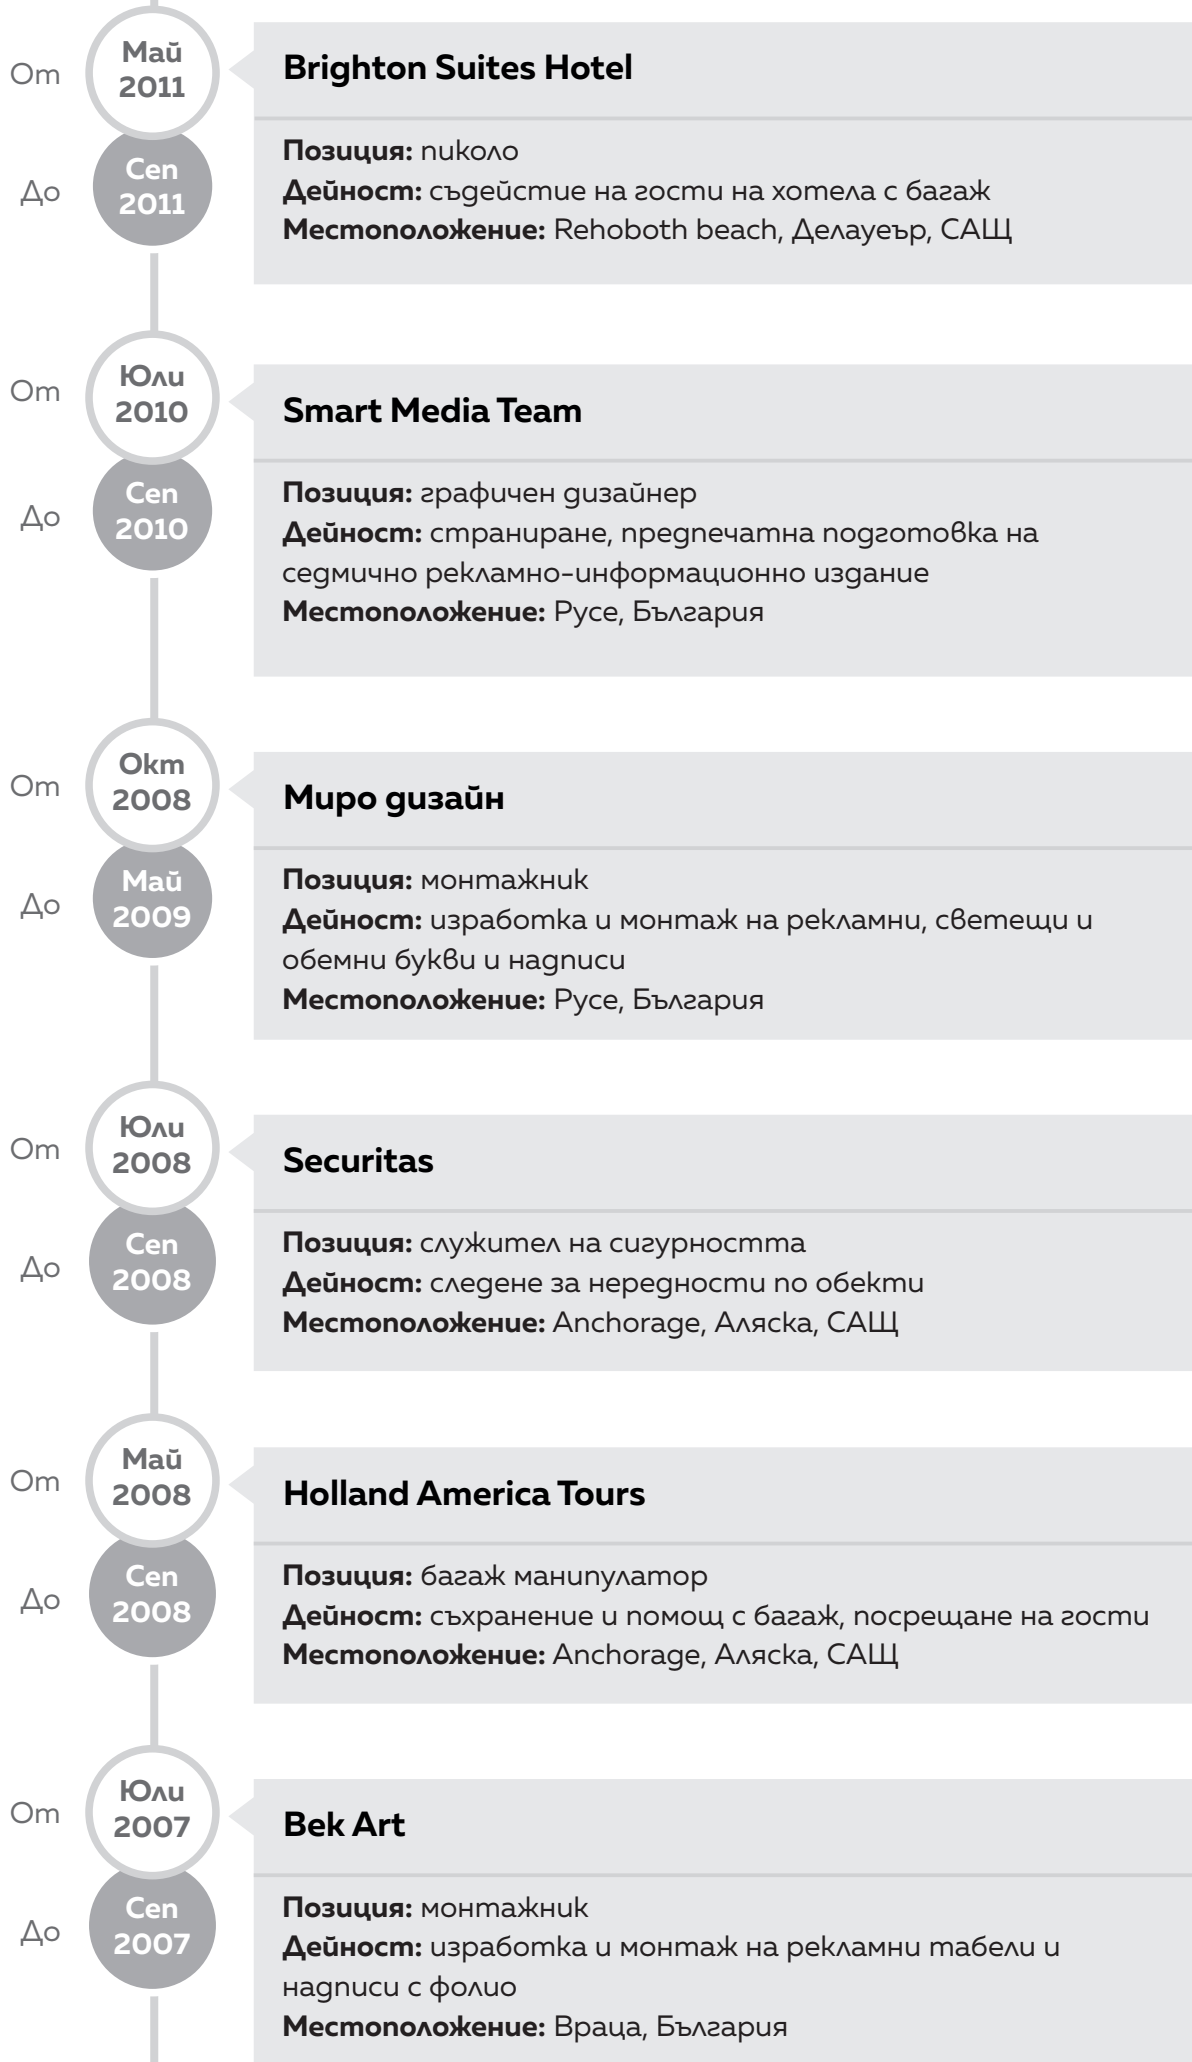 От
Май
2011
До
Сеп
2011
Brighton Suites Hotel
Позиция: пиколо
Дейност: съдейстие на гости на хотела с багаж
Местоположение: Rehoboth beach, Делауеър, САЩ
От
Юли
2010
До
Сеп
2010
Smart Media Team
Позиция: графичен дизайнер
Дейност: страниране, предпечатна подготовка на
седмично рекламно-информационно издание
Местоположение: Русе, България
От
Окт
2008
До
Май
2009
Миро дизайн
Позиция: монтажник
Дейност: изработка и монтаж на рекламни, светещи и
обемни букви и надписи
Местоположение: Русе, България
От
Юли
2008
До
Сеп
2008
Securitas
Позиция: служител на сигурността
Дейност: следене за нередности по обекти
Местоположение: Anchorage, Аляска, САЩ
От
Май
2008
До
Сеп
2008
Holland America Tours
Позиция: багаж манипулатор
Дейност: съхранение и помощ с багаж, посрещане на гости
Местоположение: Anchorage, Аляска, САЩ
От
Юли
2007
До
Сеп
2007
Bek Art
Позиция: монтажник
Дейност: изработка и монтаж на рекламни табели и
надписи с фолио
Местоположение: Враца, България